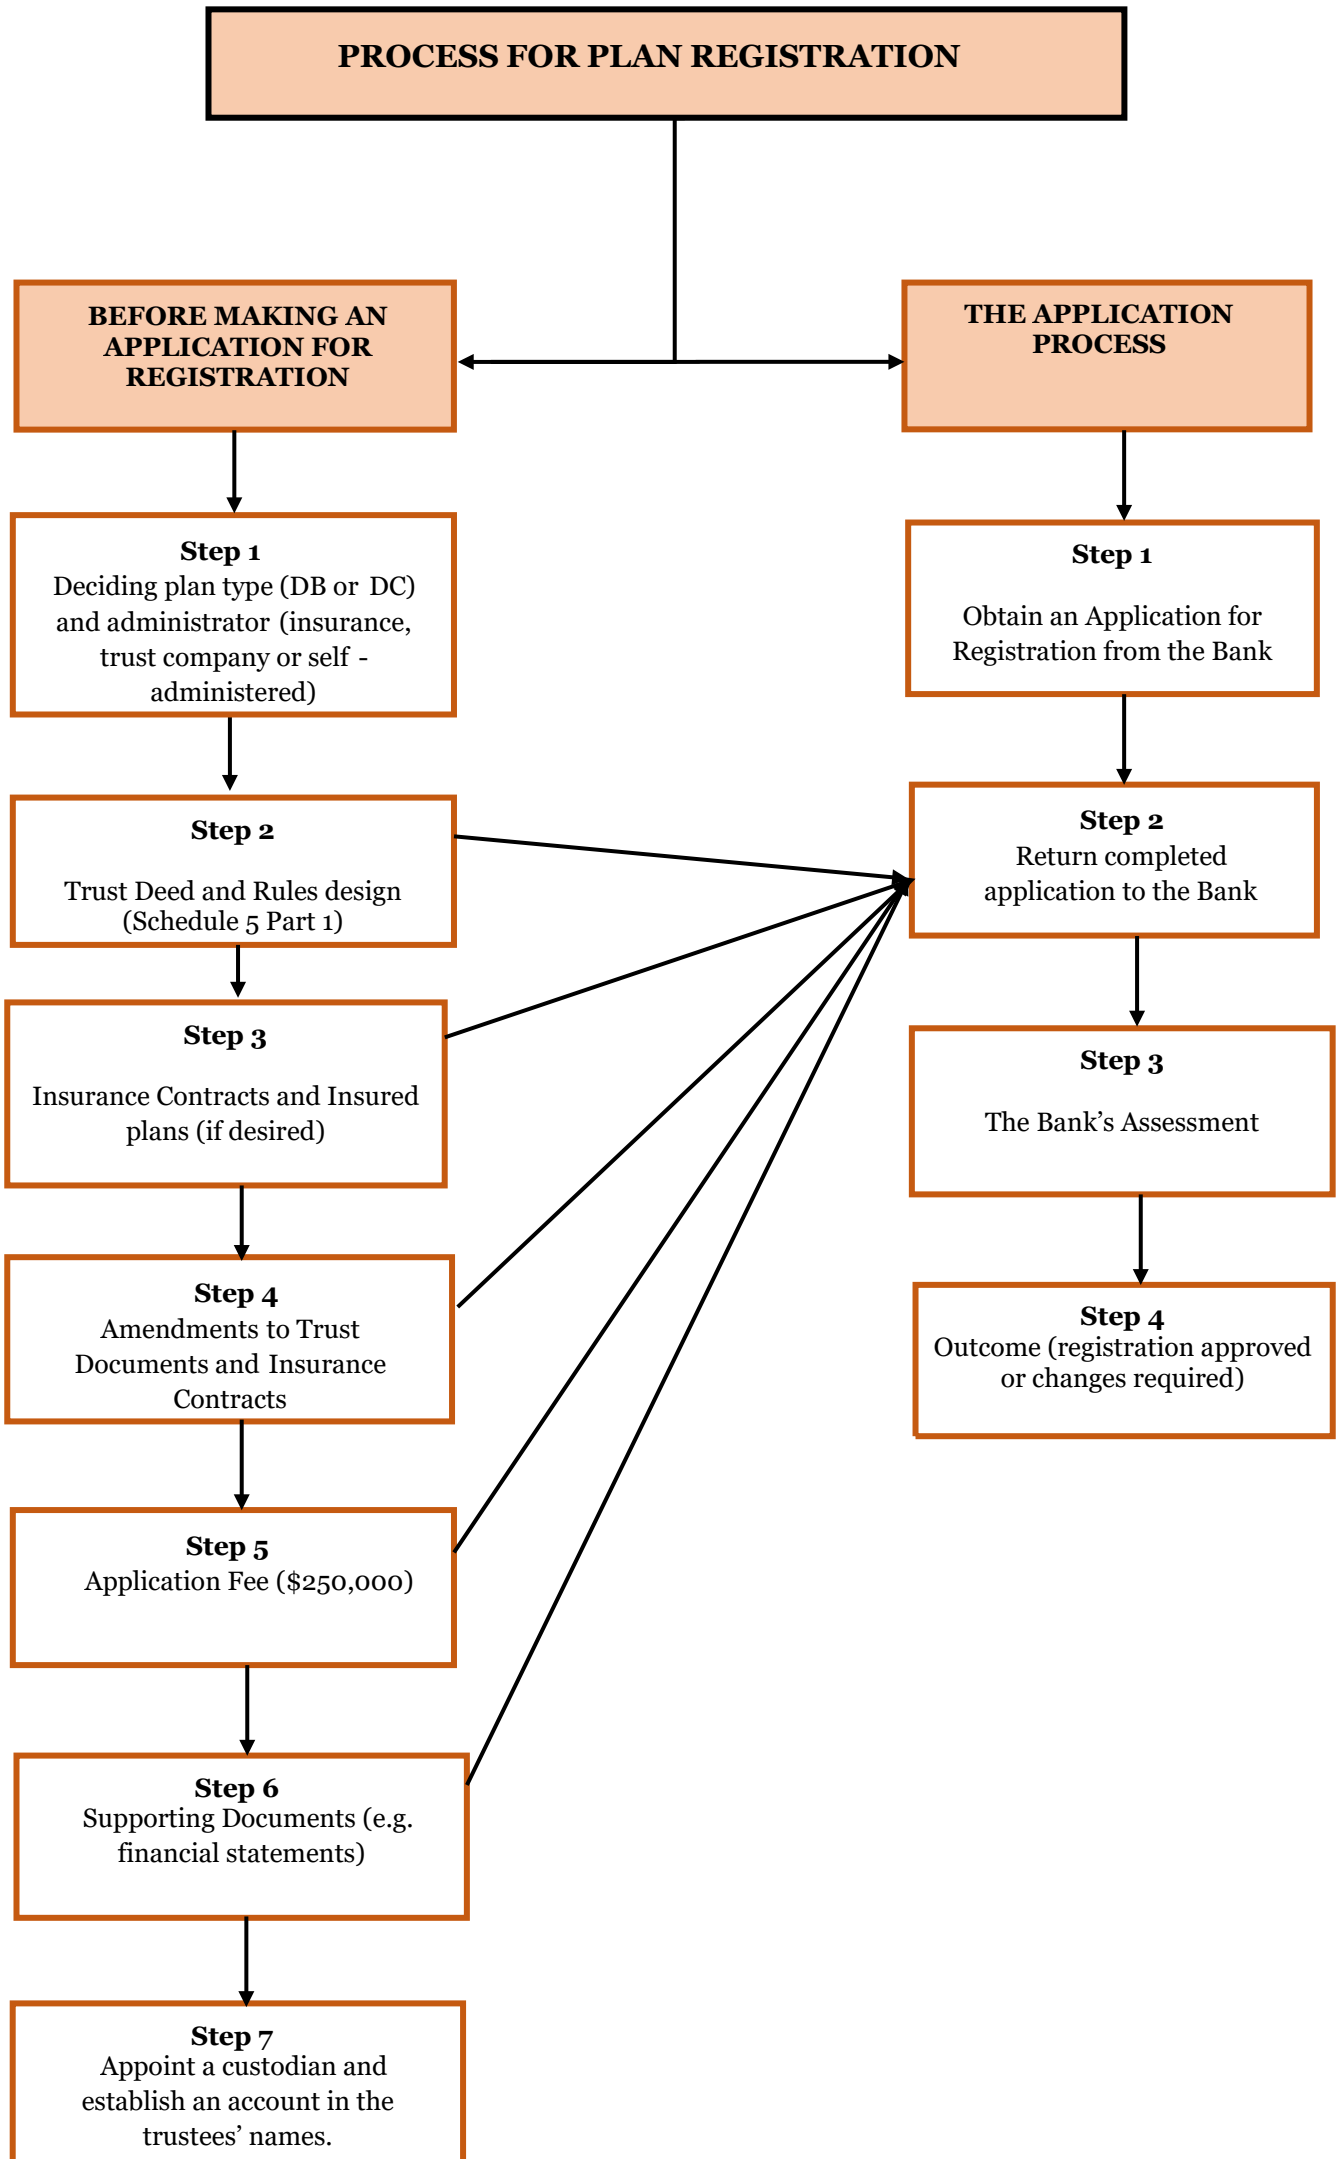 PROCESS FOR PLAN REGISTRATION
BEFORE MAKING AN
APPLICATION FOR
REGISTRATION
Step 1
Deciding plan type (DB or DC)
and administrator (insurance,
trust company or self -
administered)
Step 2
Trust Deed and Rules design
(Schedule 5 Part 1)
Step 3
Insurance Contracts and Insured
plans (if desired)
Step 4
Amendments to Trust
Documents and Insurance
Contracts
Step 5
Application Fee ($250,000)
Step 6
Supporting Documents (e.g.
financial statements)
Step 7
Appoint a custodian and
establish an account in the
trustees’ names.
THE APPLICATION
PROCESS
Step 1
Obtain an Application for
Registration from the Bank
Step 2
Return completed
application to the Bank
Step 3
The Bank’s Assessment
Step 4
Outcome (registration approved
or changes required)